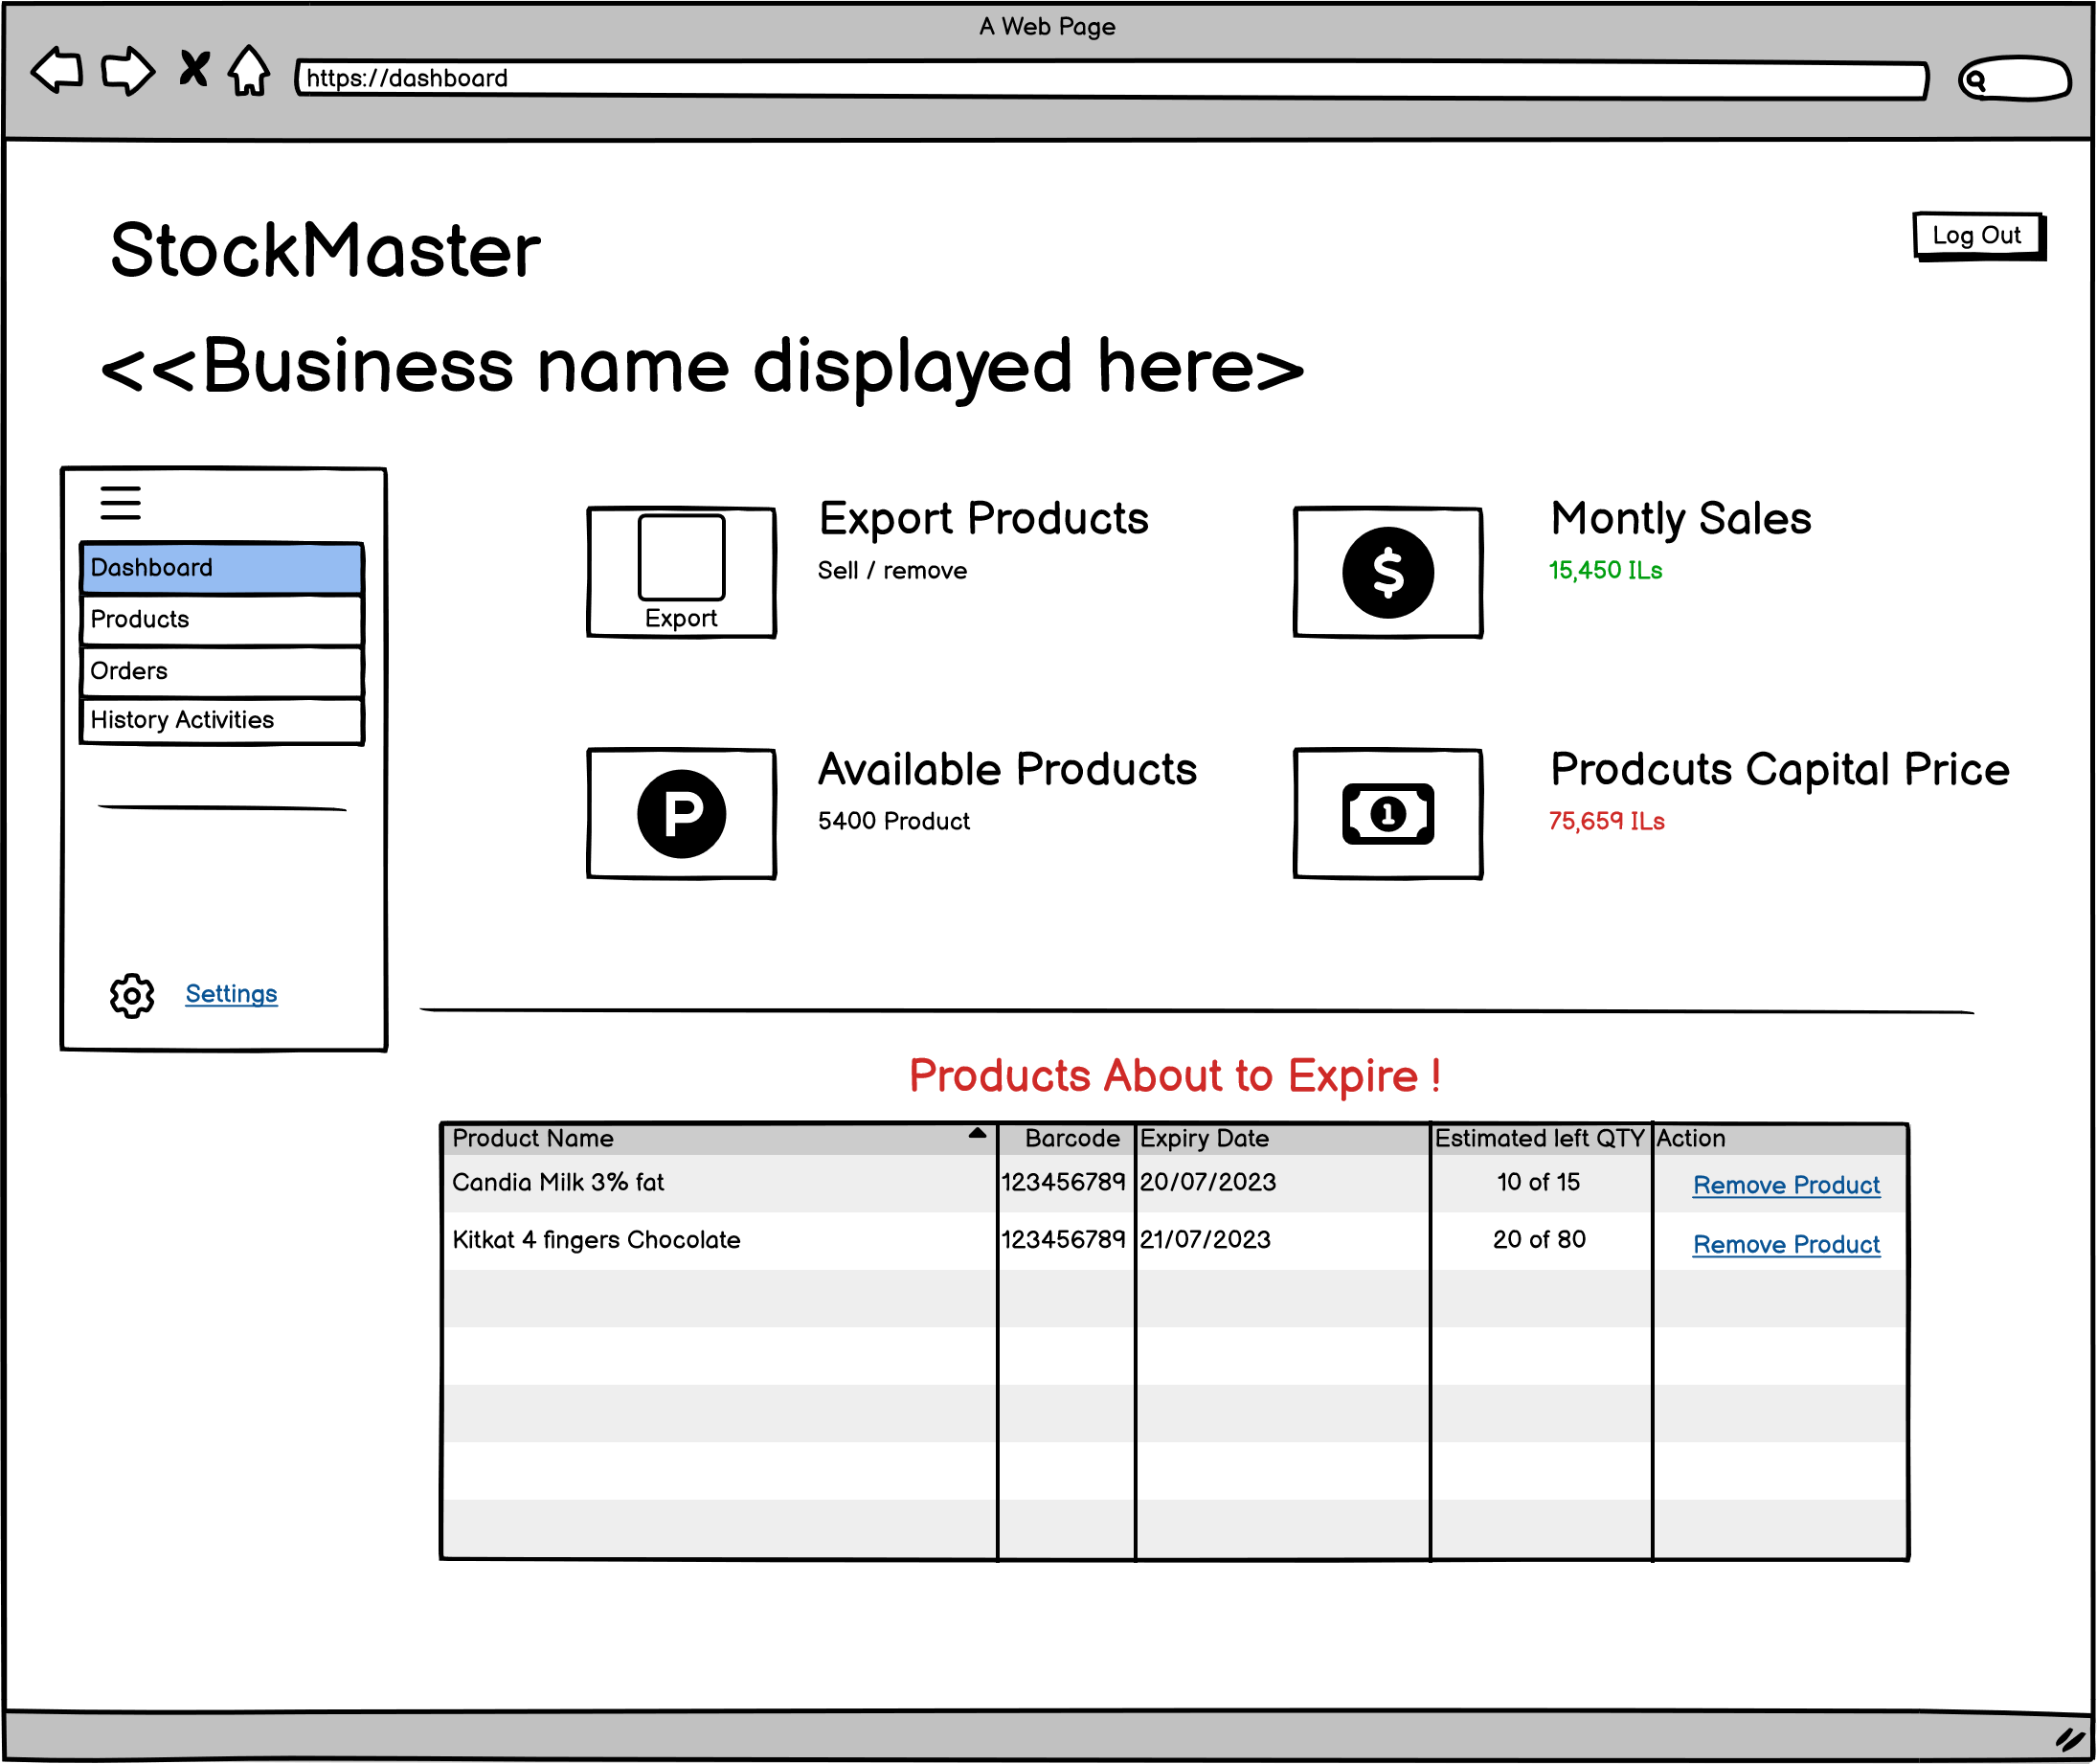 A Web Page
https://dashboard
StockMaster
Log Out
<<Business name displayed here>
Dashboard
Products
Orders
History Activities
Settings
Export
Export Products
Sell / remove
$
Montly Sales
15,450 ILs
P
Available Products
5400 Product
1
Prodcuts Capital Price
75,659 ILs
Products About to Expire !
Product Name Barcode Expiry Date Estimated left QTY Action
Candia Milk 3% fat 123456789 20/07/2023 10 of 15 Remove Product
Kitkat 4 fingers Chocolate 123456789 21/07/2023 20 of 80 Remove Product